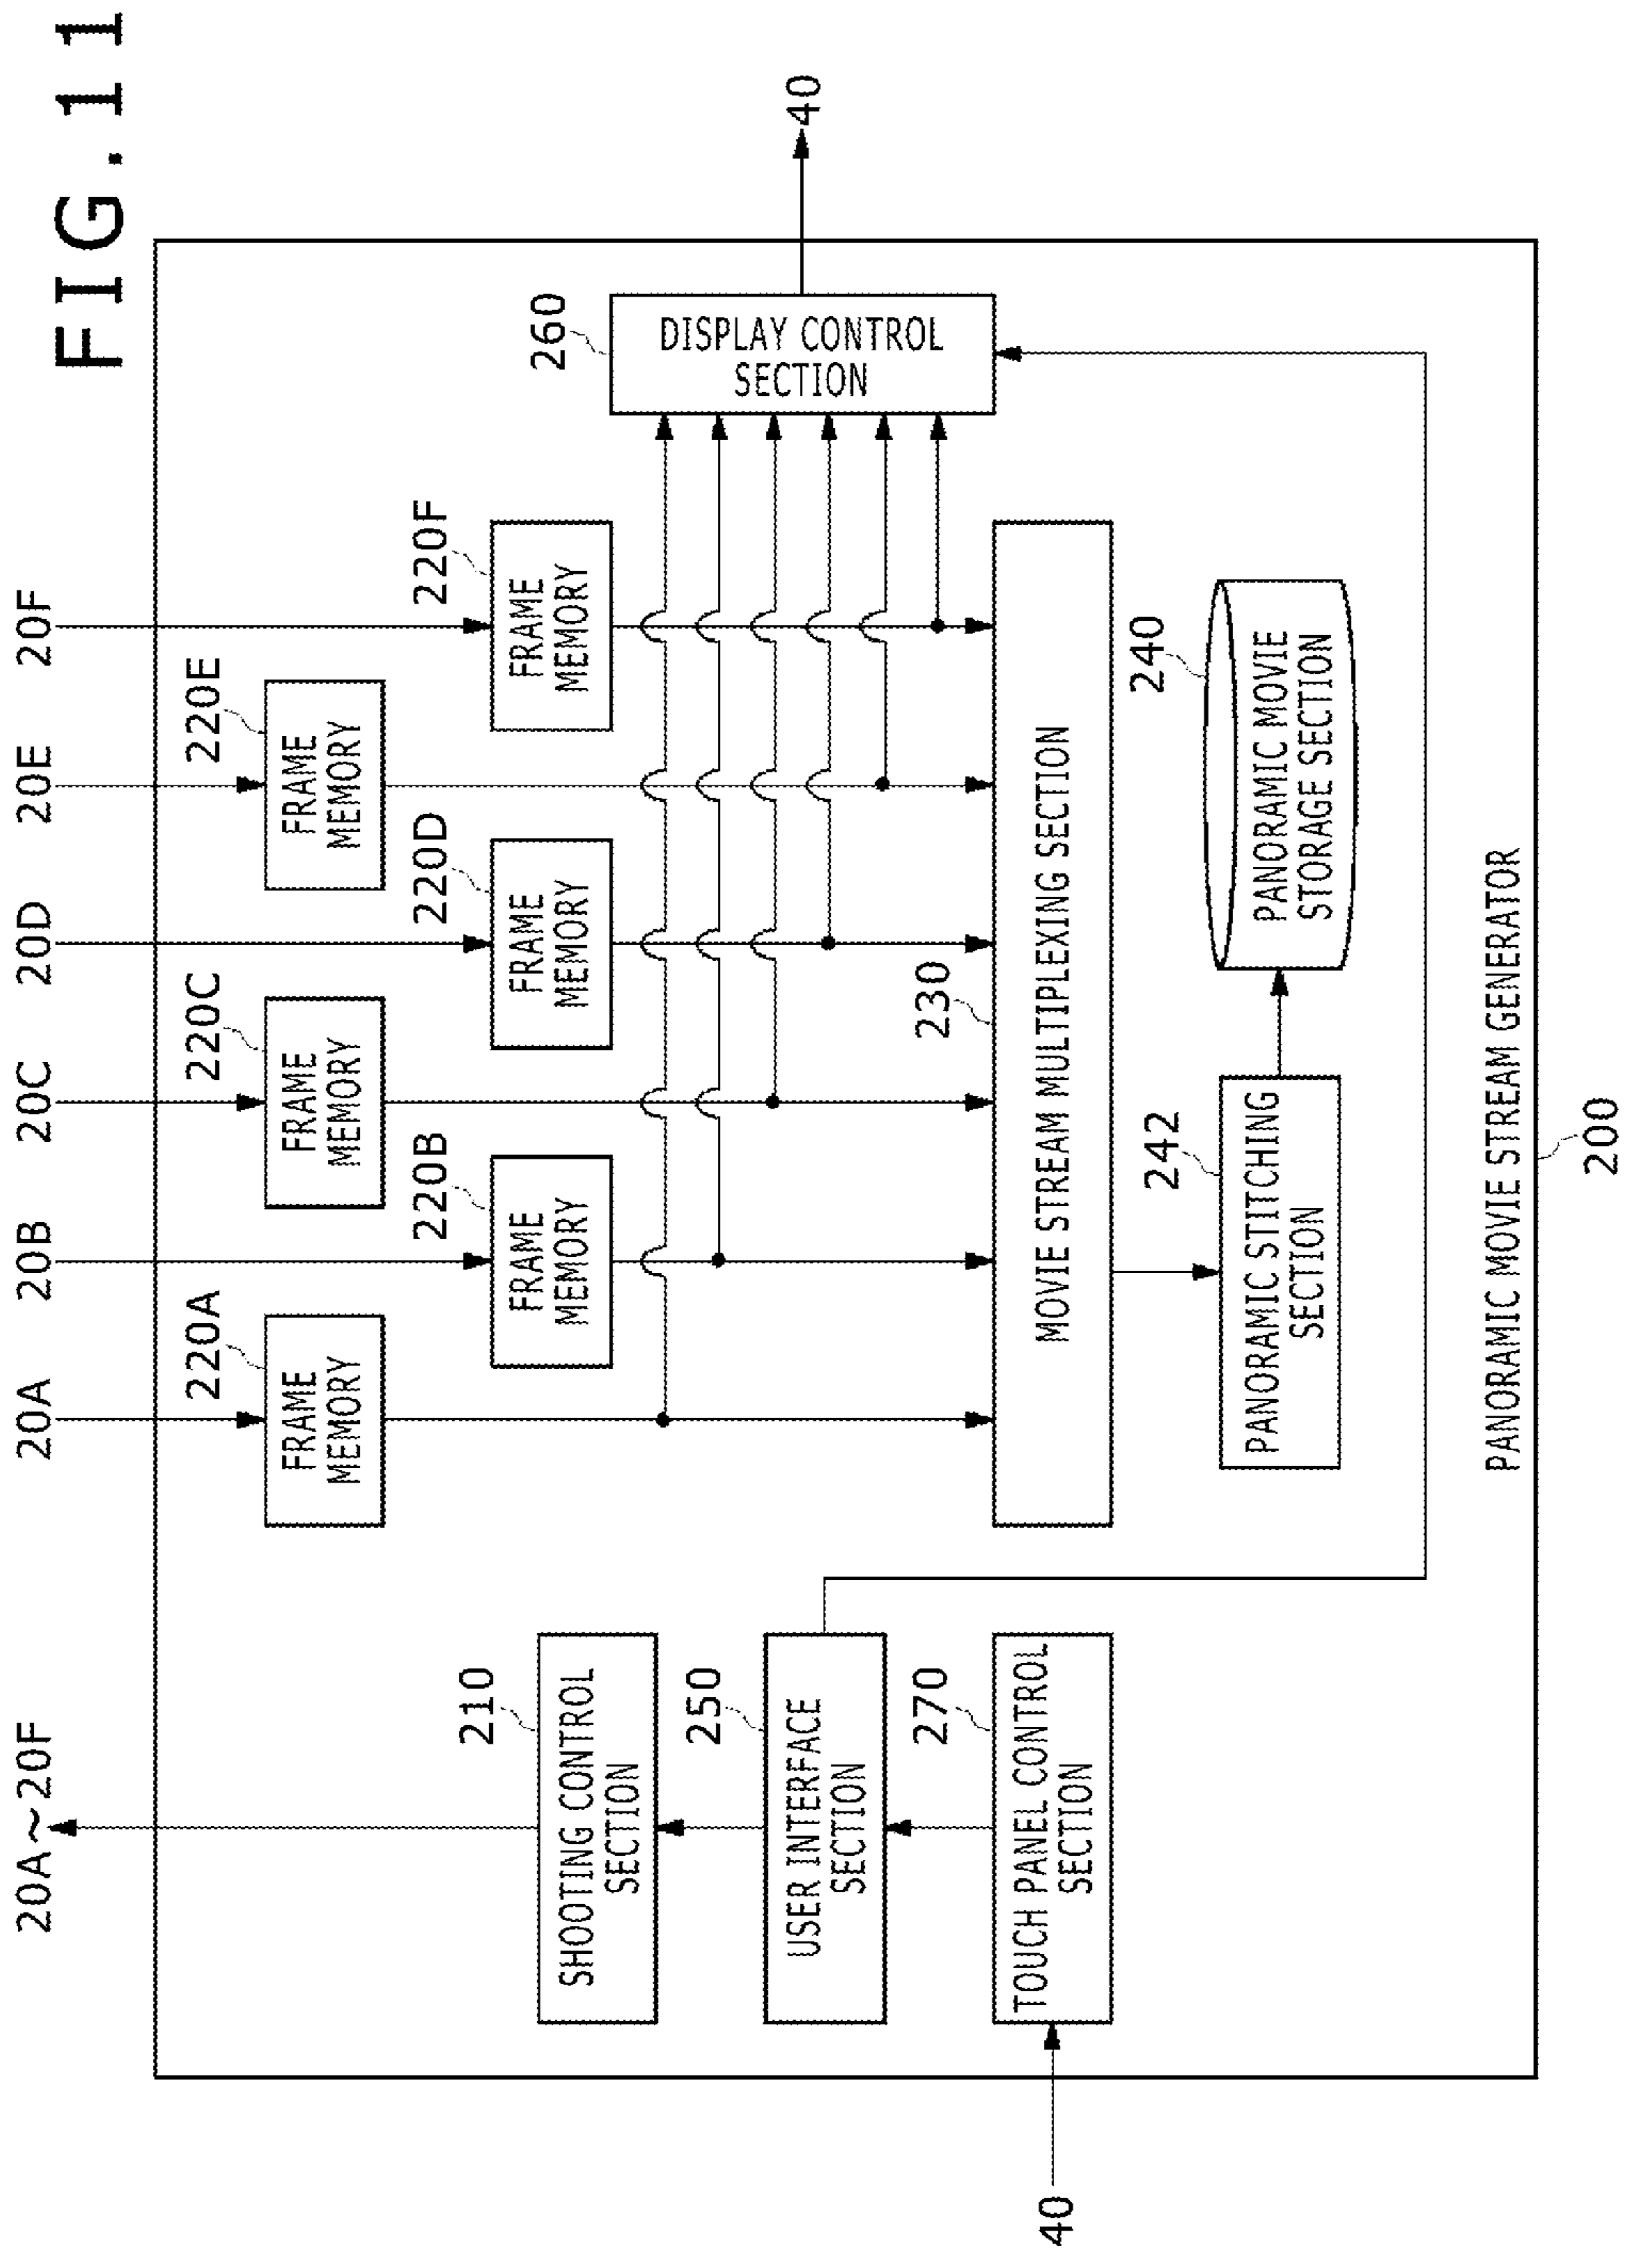 FIG.11
20A~20F
20A
20B
20C
20D
20E
20F
220A
FRAME
MEMORY
220C
FRAME
MEMORY
220E
FRAME
MEMORY
220B
FRAME
MEMORY
220D
FRAME
MEMORY
220F
FRAME
MEMORY
210
SHOOTING CONTROL
SECTION
260
DISPLAY CONTROL
SECTION
40
250
USER INTERFACE
SECTION
230
MOVIE STREAM MULTIPLEXING SECTION
270
TOUCH PANEL CONTROL
SECTION
40
242
PANORAMIC STITCHING
SECTION
240
PANORAMIC MOVIE
STORAGE SECTION
PANORAMIC MOVIE STREAM GENERATOR
200